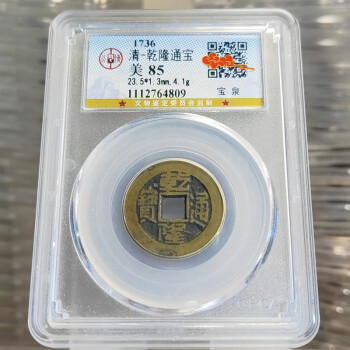 1736
清-乾隆通宝
美 85
23.5*1.3mm,4.1g
1112764809
宝 泉
★★★★★文物鉴定委员会监制★★★★★
乾隆通寶